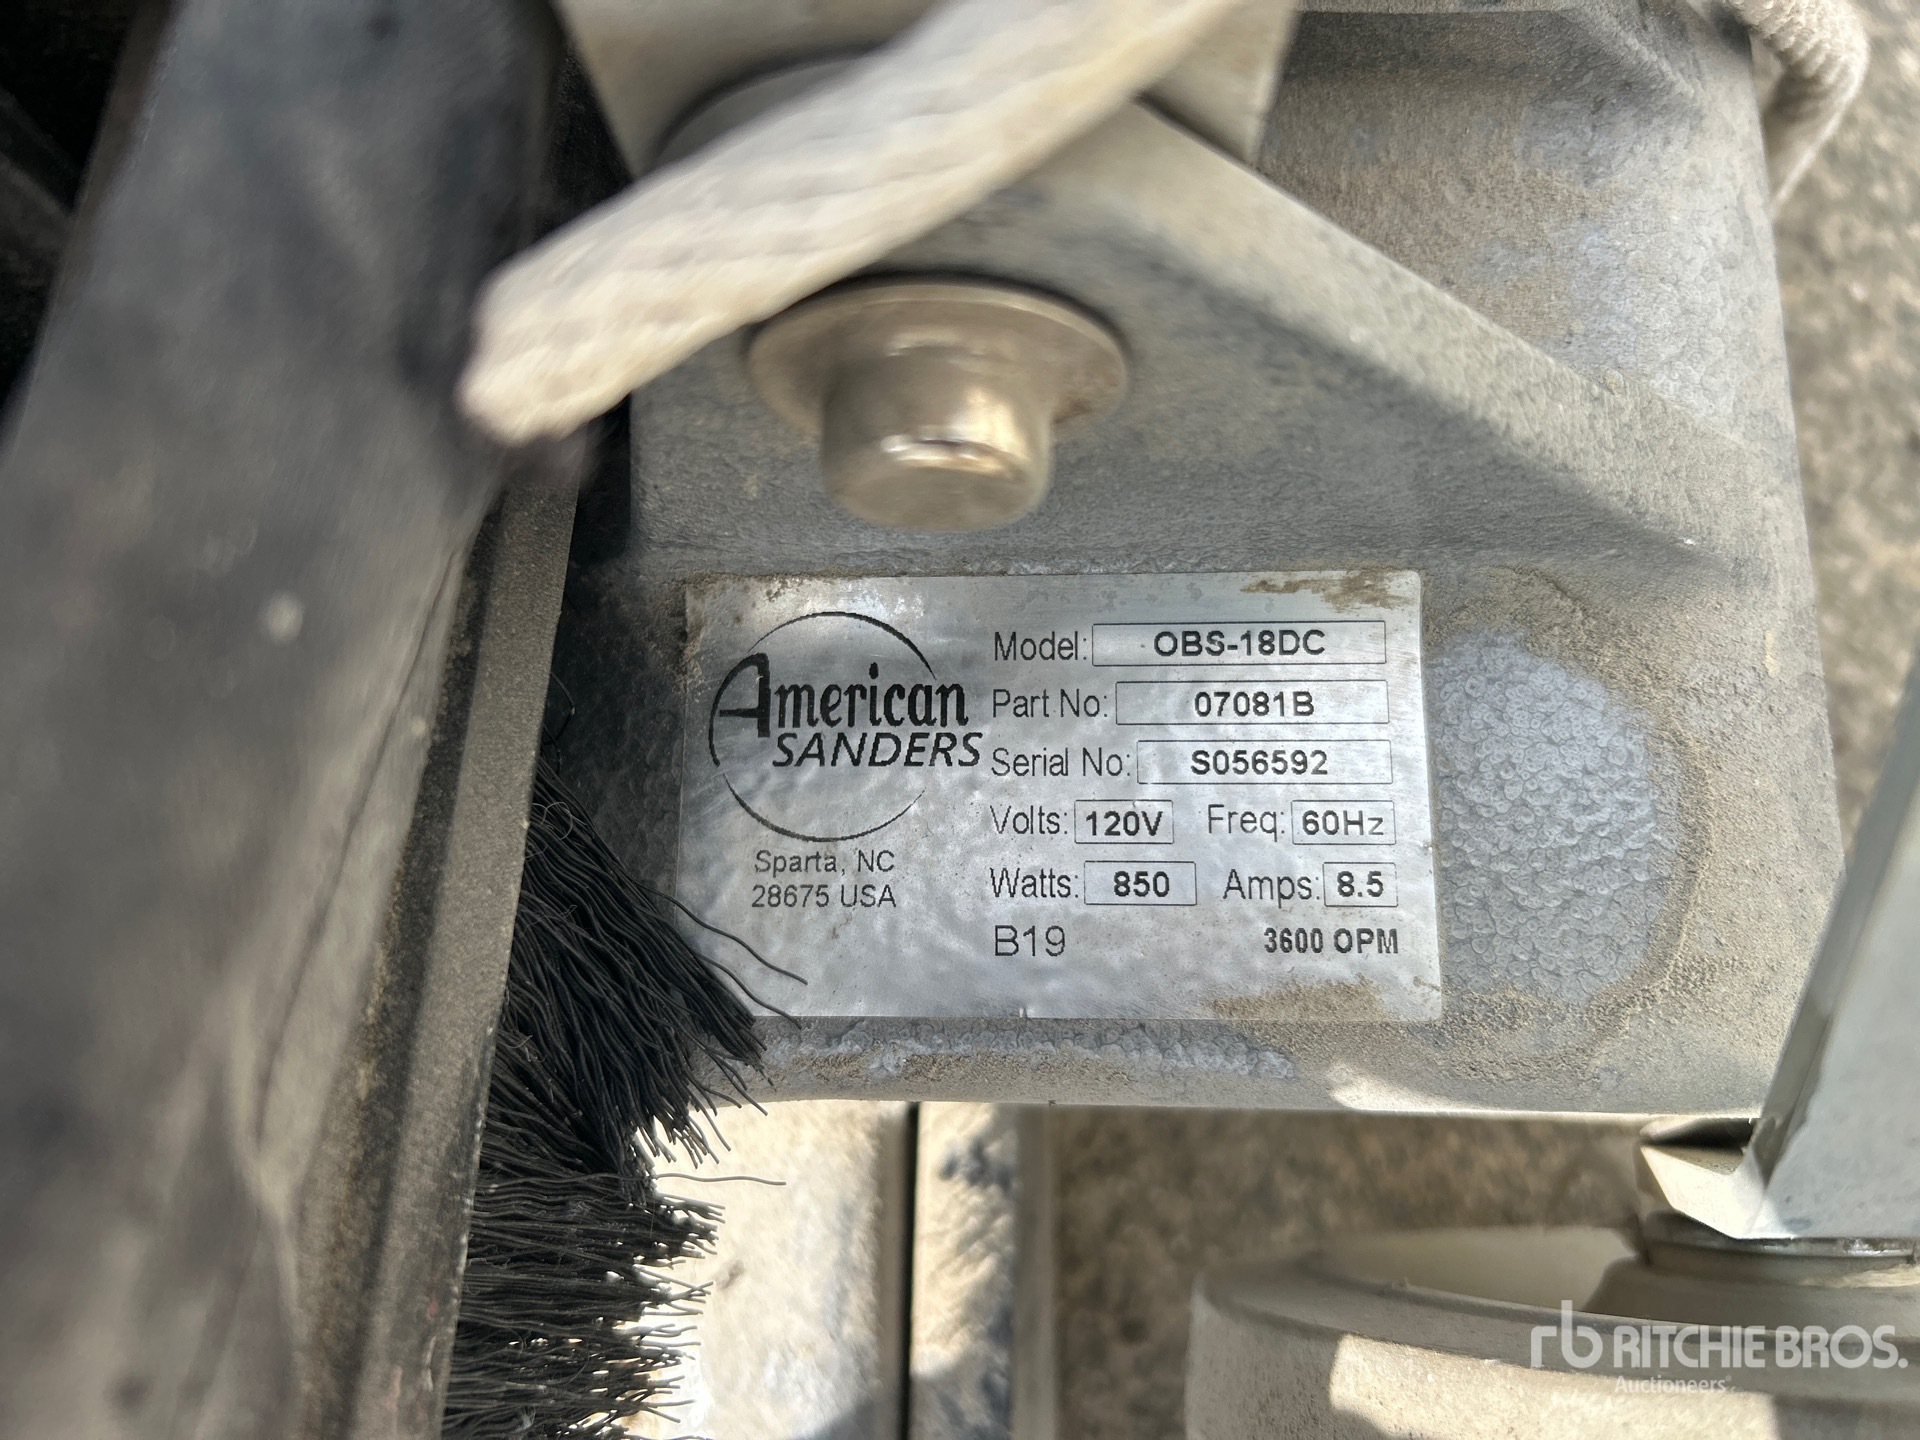 American
SANDERS
Sparta, NC
28675 USA
Model: OBS-18DC
Part No: 07081B
Serial No: S056592
Volts: 120V Freq: 60Hz
Watts: 850 Amps: 8.5
B19 3600 OPM
rb RITCHIE BROS.
Auctioneers